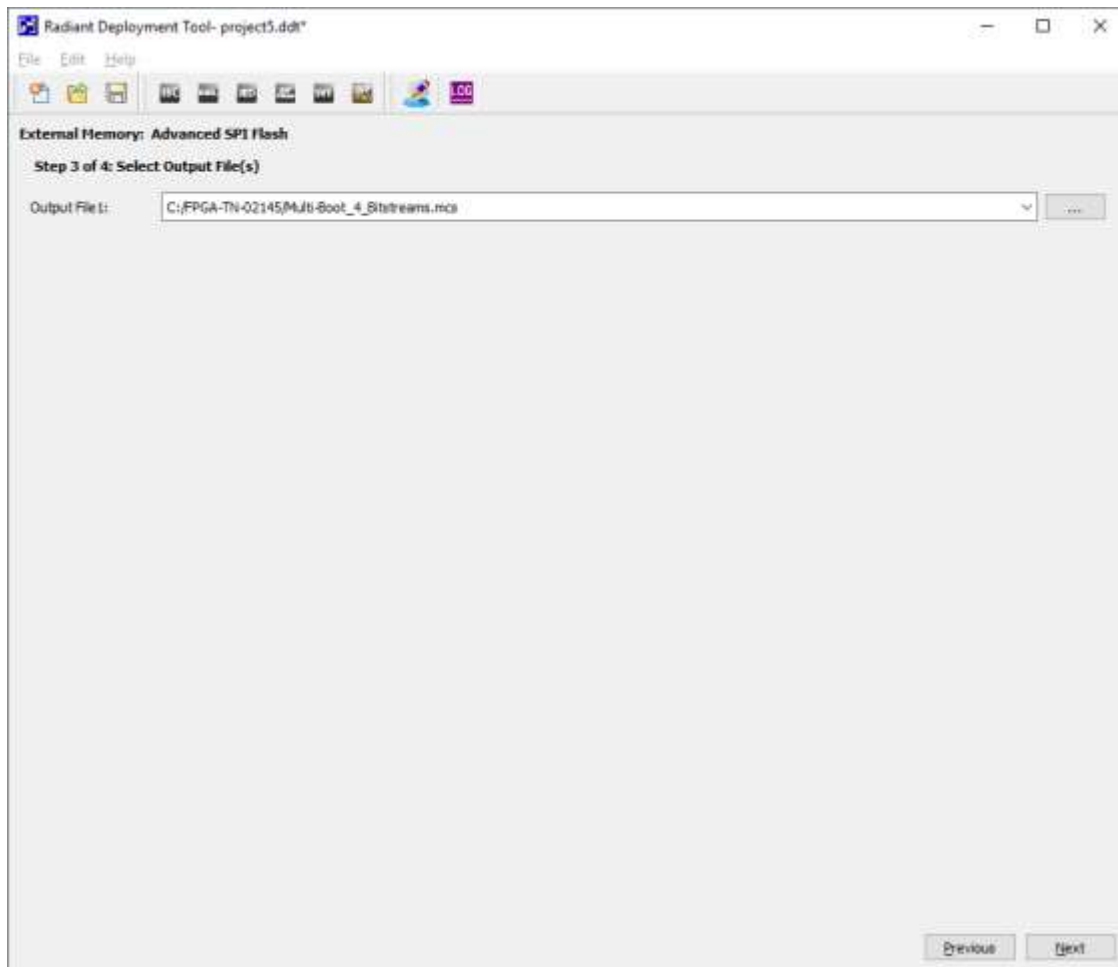 Radiant Deployment Tool- project5.ddt*
File Edit Help
LOG
External Memory: Advanced SPI Flash
Step 3 of 4: Select Output File(s)
Output File 1: C:/FPGA-TN-02145/Multi-Boot_4_Bitstreams.mcs ...
Previous Next